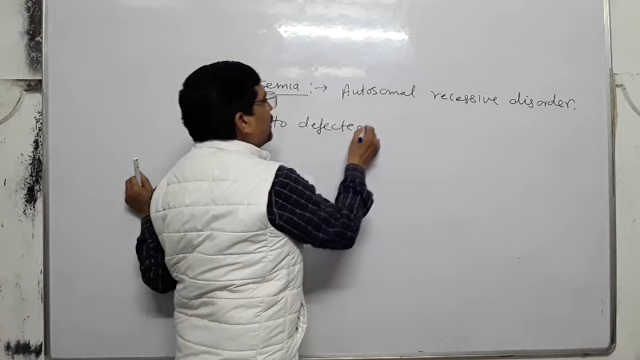 emia :→ Autosomal recessive disorder.
to defecte